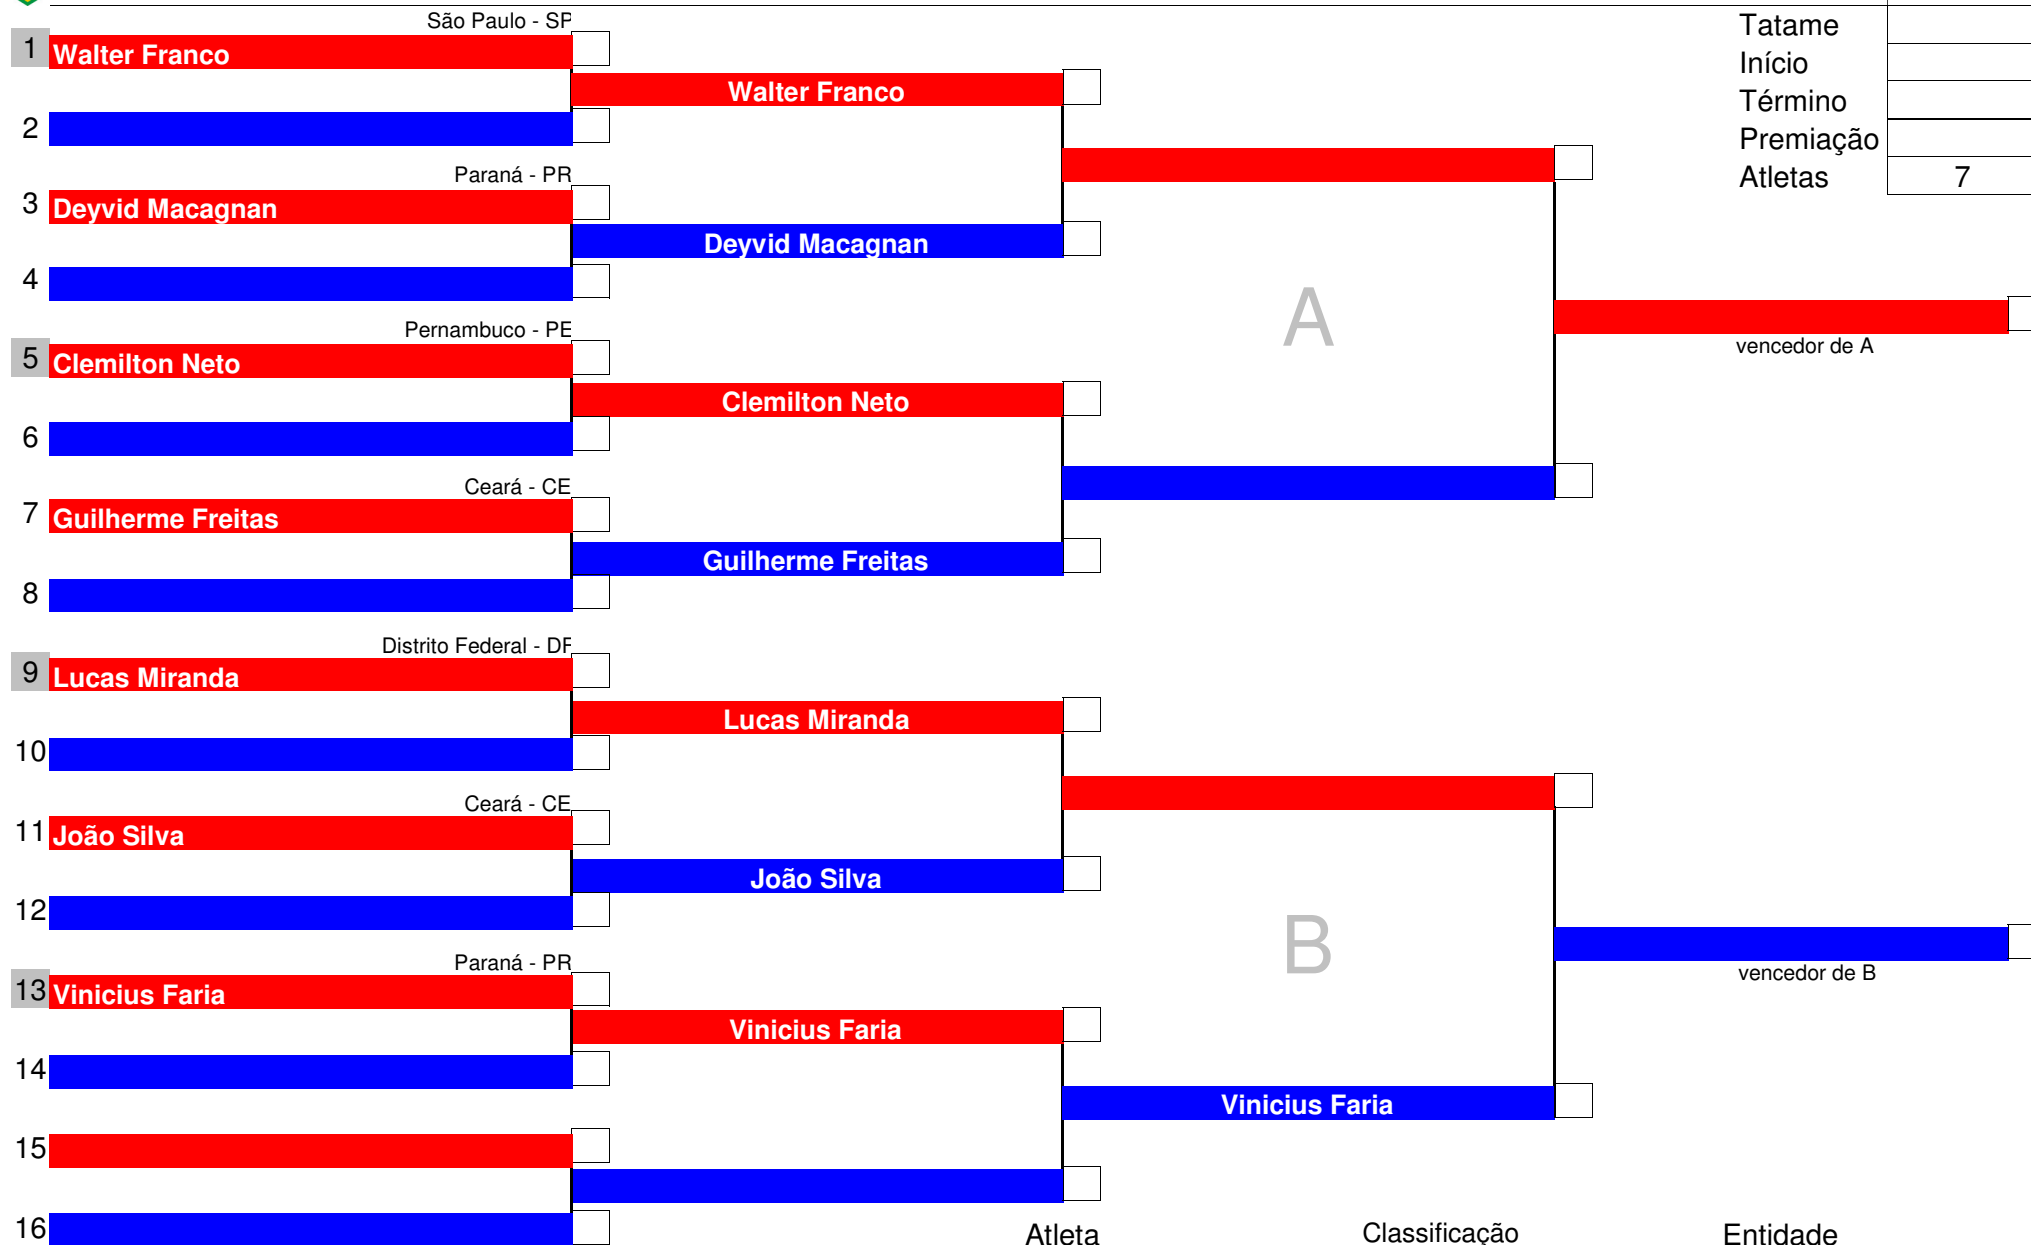 São Paulo - SP
1 Walter Franco
Walter Franco
2
Paraná - PR
3 Deyvid Macagnan
Deyvid Macagnan
4
Pernambuco - PE
5 Clemilton Neto
Clemilton Neto
6
Ceará - CE
7 Guilherme Freitas
Guilherme Freitas
8
Distrito Federal - DF
9 Lucas Miranda
Lucas Miranda
10
Ceará - CE
11 João Silva
João Silva
12
Paraná - PR
13 Vinicius Faria
Vinicius Faria
14
15
16
A
B
Vinicius Faria
Tatame
Início
Término
Premiação
Atletas 7
vencedor de A
vencedor de B
Atleta Classificação Entidade